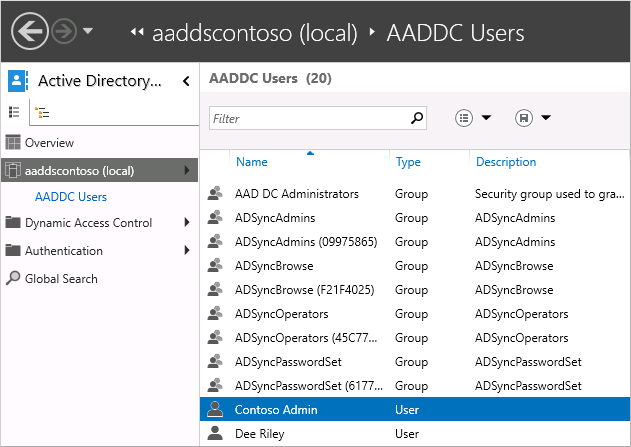 aaddscontoso (local) AADDC Users
Active Directory...
Overview
aaddscontoso (local)
AADDC Users
Dynamic Access Control
Authentication
Global Search
AADDC Users (20)
Filter
Name Type Description
AAD DC Administrators Group Security group used to gra...
ADSyncAdmins Group ADSyncAdmins
ADSyncAdmins (09975865) Group ADSyncAdmins
ADSyncBrowse Group ADSyncBrowse
ADSyncBrowse (F21F4025) Group ADSyncBrowse
ADSyncOperators Group ADSyncOperators
ADSyncOperators (45C77... Group ADSyncOperators
ADSyncPasswordSet Group ADSyncPasswordSet
ADSyncPasswordSet (6177... Group ADSyncPasswordSet
Contoso Admin User
Dee Riley User